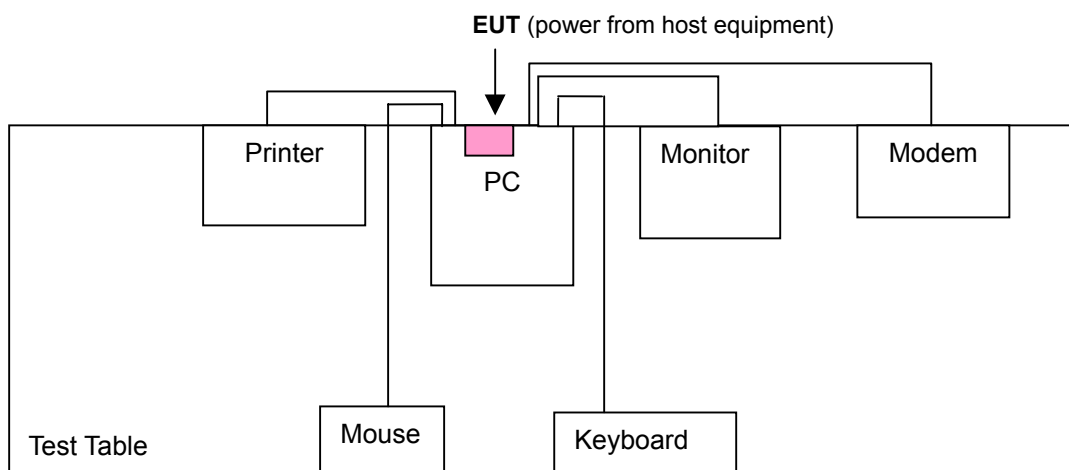 EUT (power from host equipment)
Printer
PC
Monitor
Modem
Mouse
Keyboard
Test Table